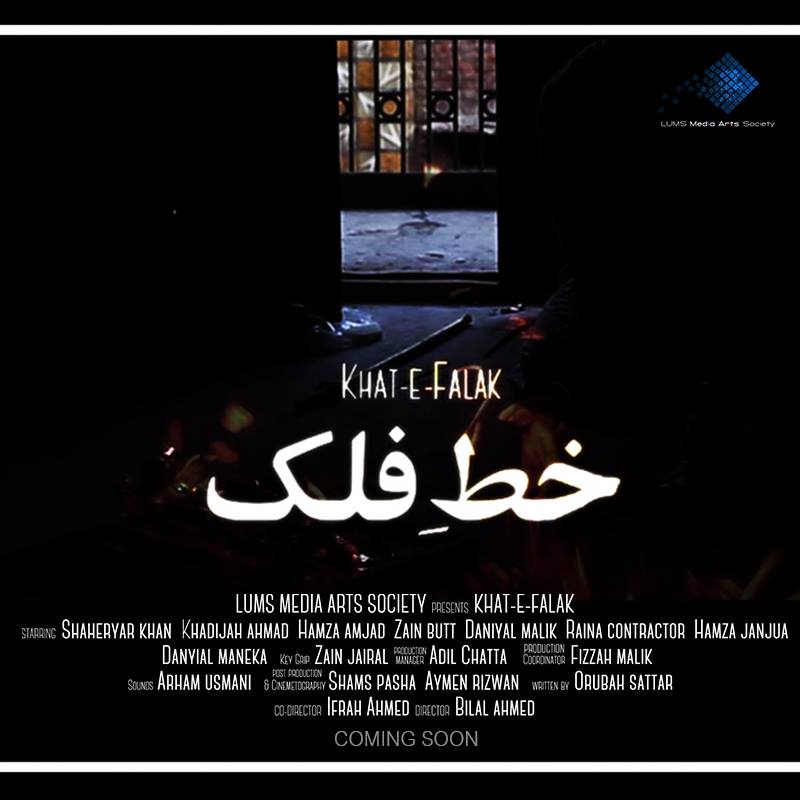 LUMS Media Arts Society
KHAT-E-FALAK
خطِ فلک
LUMS MEDIA ARTS SOCIETY PRESENTS KHAT-E-FALAK
STARRING SHAHERYAR KHAN KHADIJAH AHMAD HAMZA AMJAD ZAIN BUTT DANIYAL MALIK RAINA CONTRACTOR HAMZA JANJUA
DANYIAL MANEKA KEY GRIP ZAIN JAIRAL PRODUCTION MANAGER ADIL CHATTA PRODUCTION COORDINATOR FIZZAH MALIK
SOUNDS ARHAM USMANI POST PRODUCTION & CINEMETOGRAPHY SHAMS PASHA AYMEN RIZWAN WRITTEN BY ORUBAH SATTAR
CO-DIRECTOR IFRAH AHMED DIRECTOR BILAL AHMED
COMING SOON